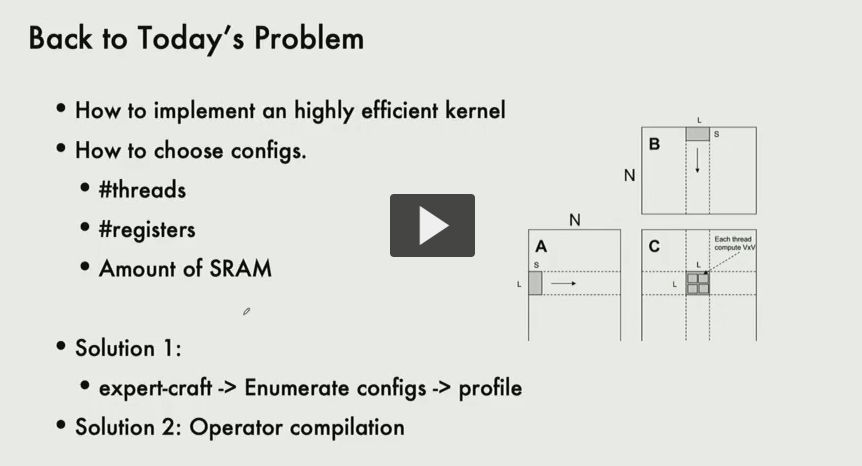 Back to Today's Problem
• How to implement an highly efficient kernel
• How to choose configs.
• #threads
• #registers
• Amount of SRAM
• Solution 1:
• expert-craft -> Enumerate configs -> profile
• Solution 2: Operator compilation
L
B
S
N
N
A
S
L
C
Each thread
compute VxV
L
L